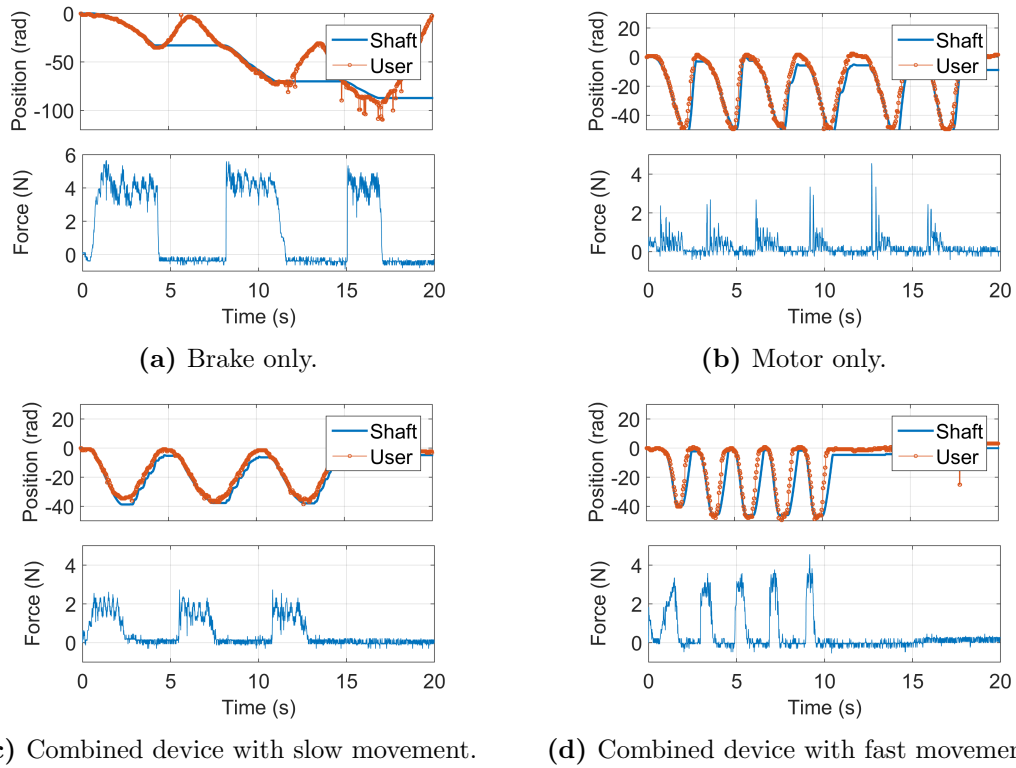 0
-50
-100
Position (rad)
Shaft
User
6
4
2
0
Force (N)
0 5 10 15 20
Time (s)
(a) Brake only.
20
0
-20
-40
Position (rad)
Shaft
User
4
2
0
Force (N)
0 5 10 15 20
Time (s)
(b) Motor only.
20
0
-20
-40
Position (rad)
Shaft
User
4
2
0
Force (N)
0 5 10 15 20
Time (s)
) Combined device with slow movement.
20
0
-20
-40
Position (rad)
Shaft
User
4
2
0
Force (N)
0 5 10 15 20
Time (s)
(d) Combined device with fast movemen